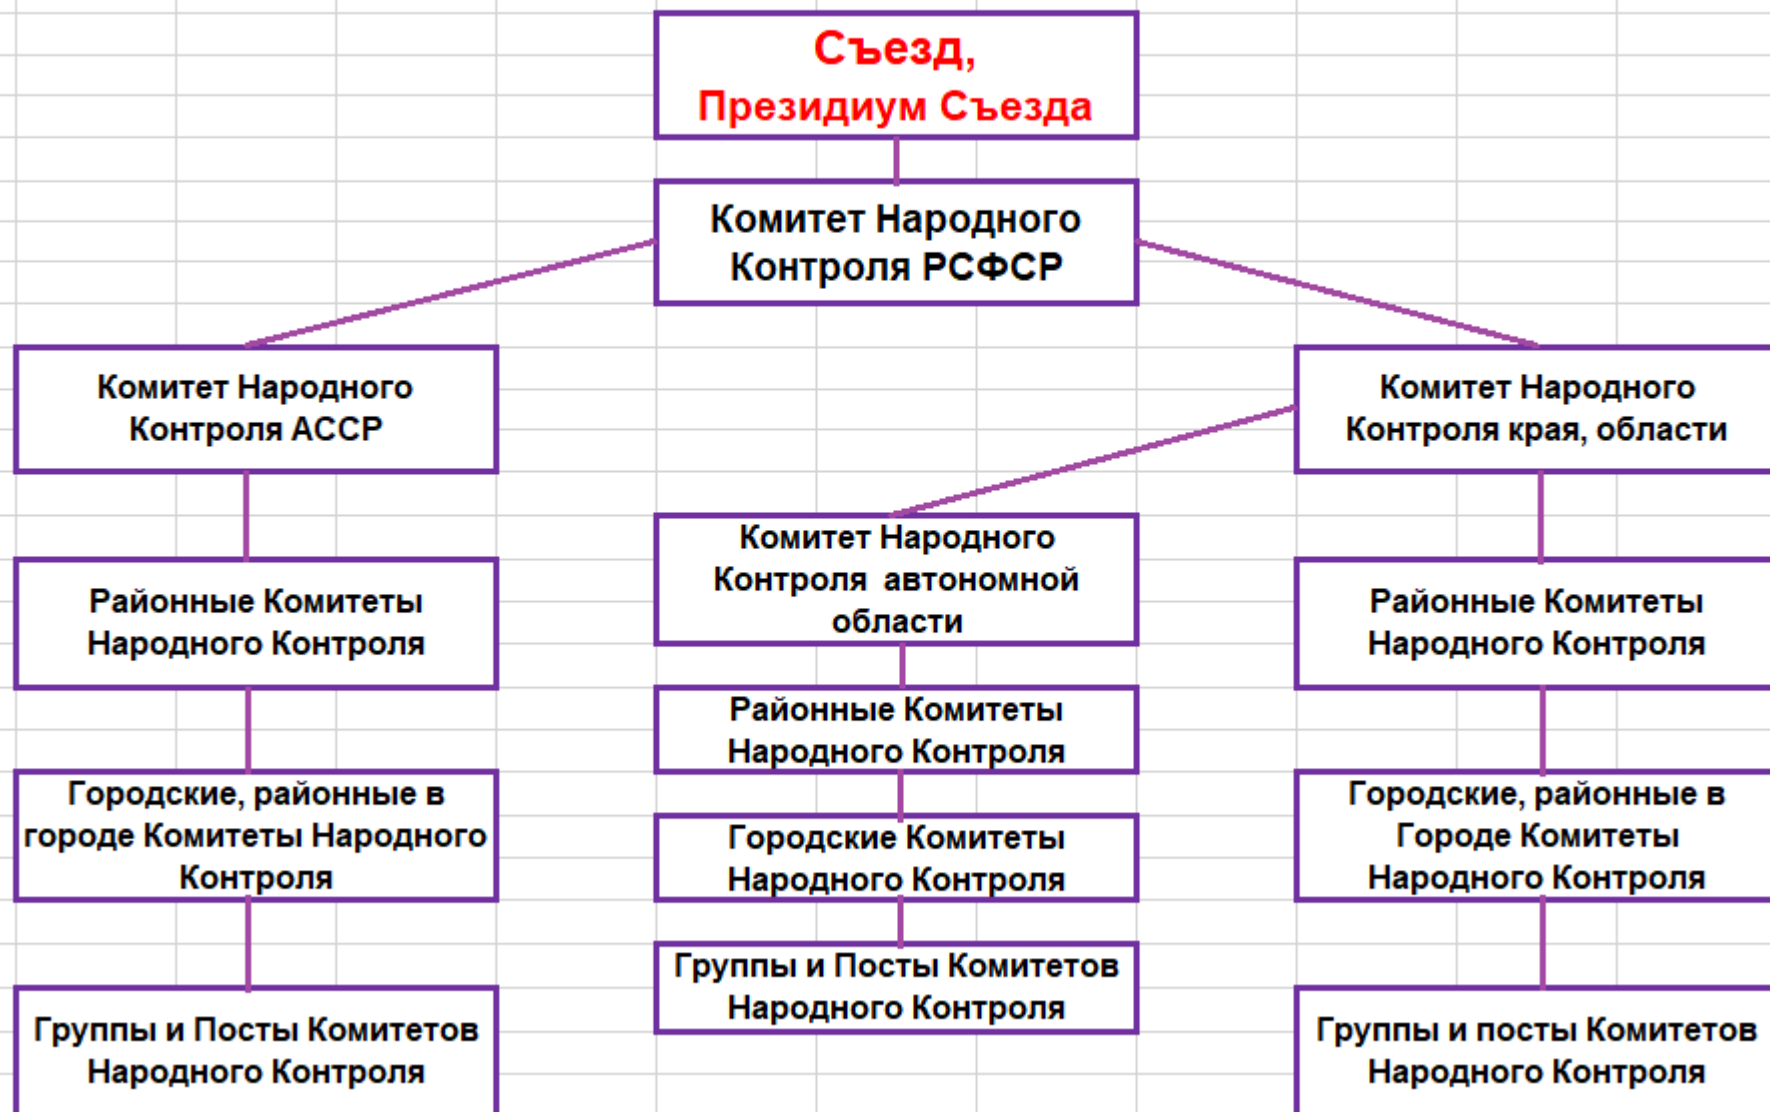 Съезд,
Президиум Съезда
Комитет Народного
Контроля РСФСР
Комитет Народного
Контроля АССР
Комитет Народного
Контроля края, области
Комитет Народного
Контроля  автономной
области
Районные Комитеты
Народного Контроля
Районные Комитеты
Народного Контроля
Районные Комитеты
Народного Контроля
Городские, районные в
городе Комитеты Народного
Контроля
Городские Комитеты
Народного Контроля
Городские, районные в
Городе Комитеты
Народного Контроля
Группы и Посты Комитетов
Народного Контроля
Группы и Посты Комитетов
Народного Контроля
Группы и посты Комитетов
Народного Контроля